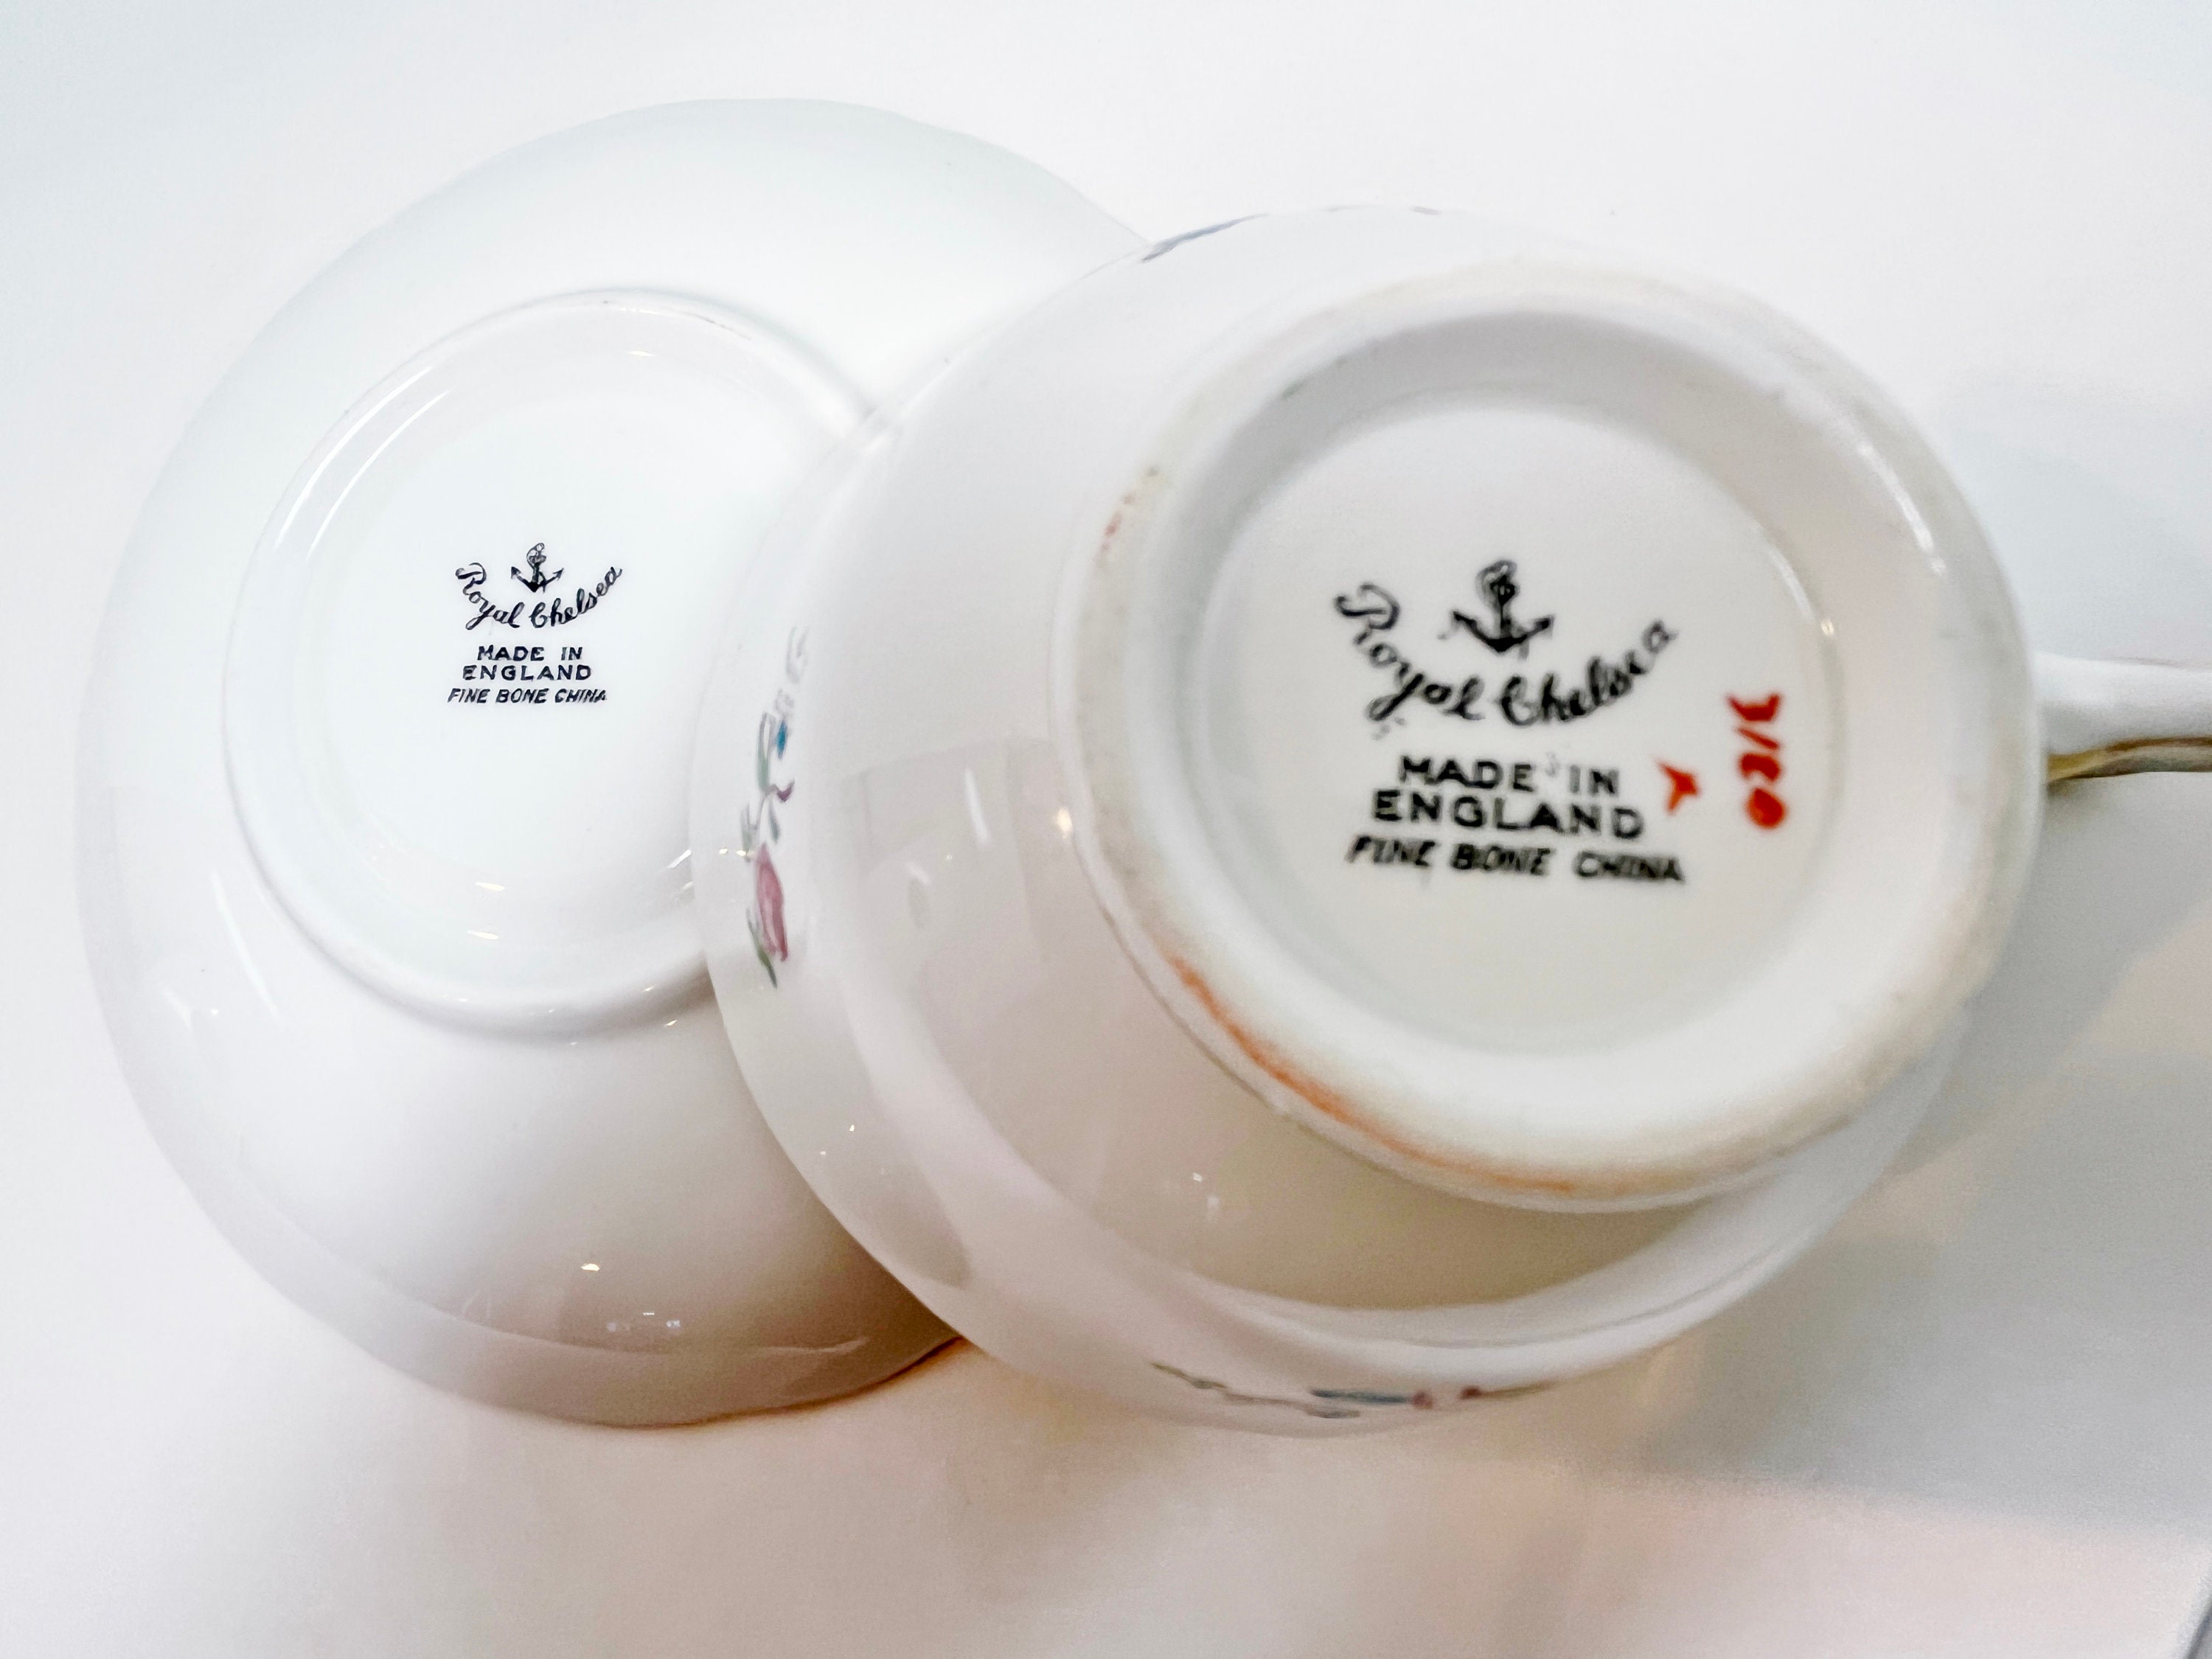 Royal Chelsea
MADE IN
ENGLAND
FINE BONE CHINA
Royal Chelsea
MADE IN
ENGLAND
FINE BONE CHINA